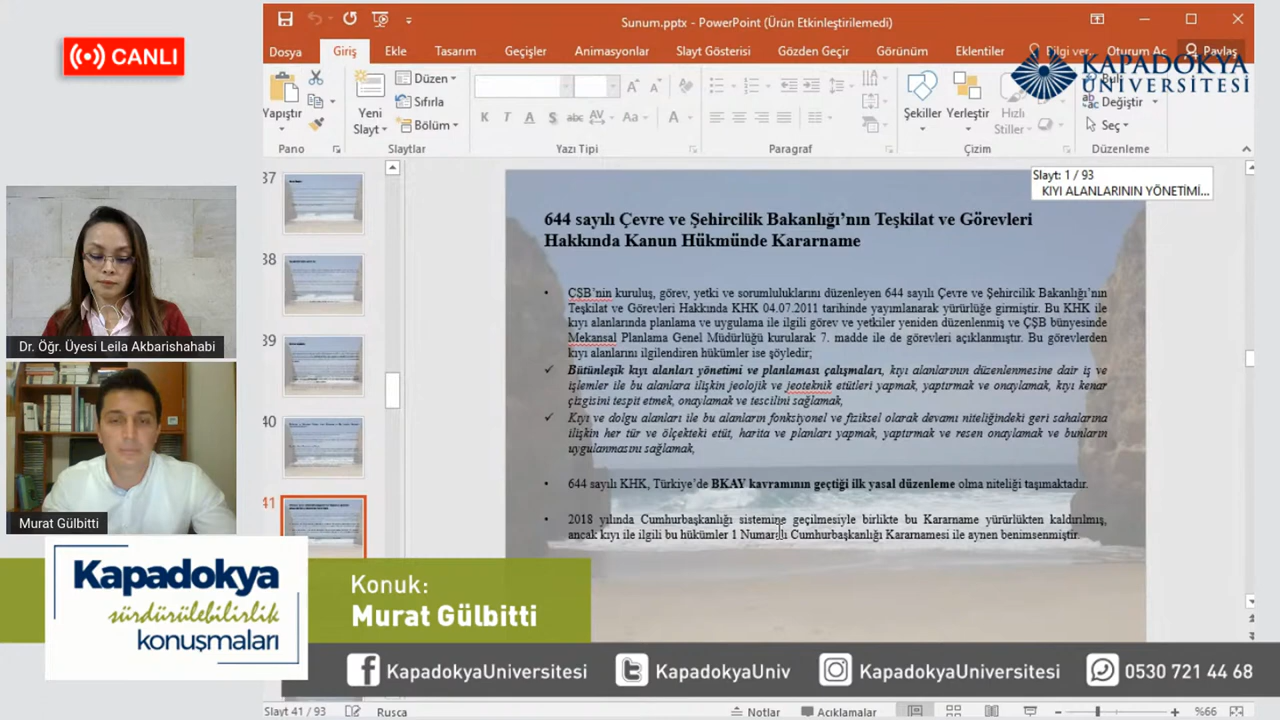 CANLI
Sunum.pptx - PowerPoint (Ürün Etkinleştirilemedi)
Dosya Giriş Ekle Tasarım Geçişler Animasyonlar Slayt Gösterisi Gözden Geçir Görünüm Eklentiler Bilgi ver. Oturum Aç Paylaş
KAPADOKYA
ÜNİVERSİTESİ
Yapıştır
Yeni
Slayt
Düzen
Sıfırla
Bölüm
K T A S abc AV Aa A
Şekiller Yerleştir Hızlı
Stiller
Bul
Değiştir
Seç
Pano Slaytlar Yazı Tipi Paragraf Çizim Düzenleme
Slayt: 1 / 93
KIYI ALANLARININ YÖNETİMİ...
37
38
39
40
41
644 sayılı Çevre ve Şehircilik Bakanlığı’nın Teşkilat ve Görevleri
Hakkında Kanun Hükmünde Kararname
• ÇŞB’nin kuruluş, görev, yetki ve sorumluluklarını düzenleyen 644 sayılı Çevre ve Şehircilik Bakanlığı’nın
Teşkilat ve Görevleri Hakkında KHK 04.07.2011 tarihinde yayımlanarak yürürlüğe girmiştir. Bu KHK ile
kıyı alanlarında planlama ve uygulama ile ilgili görev ve yetkiler yeniden düzenlenmiş ve ÇŞB bünyesinde
Mekansal Planlama Genel Müdürlüğü kurularak 7. madde ile de görevleri açıklanmıştır. Bu görevlerden
kıyı alanlarını ilgilendiren hükümler ise şöyledir;
✓ Bütünleşik kıyı alanları yönetimi ve planlaması çalışmaları, kıyı alanlarının düzenlenmesine dair iş ve
işlemler ile bu alanlara ilişkin jeolojik ve jeoteknik etütleri yapmak, yaptırmak ve onaylamak, kıyı kenar
çizgisini tespit etmek, onaylamak ve tescilini sağlamak,
✓ Kıyı ve dolgu alanları ile bu alanların fonksiyonel ve fiziksel olarak devamı niteliğindeki geri sahalarına
ilişkin her tür ve ölçekteki etüt, harita ve planları yapmak, yaptırmak ve resen onaylamak ve bunların
uygulanmasını sağlamak,
• 644 sayılı KHK, Türkiye’de BKAY kavramının geçtiği ilk yasal düzenleme olma niteliği taşımaktadır.
• 2018 yılında Cumhurbaşkanlığı sistemine geçilmesiyle birlikte bu Kararname yürürlükten kaldırılmış,
ancak kıyı ile ilgili bu hükümler 1 Numaralı Cumhurbaşkanlığı Kararnamesi ile aynen benimsenmiştir.
Dr. Öğr. Üyesi Leila Akbarishahabi
Murat Gülbitti
Kapadokya
sürdürülebilirlik
konuşmaları
Konuk:
Murat Gülbitti
KapadokyaUniversitesi KapadokyaUniv KapadokyaUniversitesi 0530 721 44 68
Slayt 41 / 93 Rusca Notlar Açıklamalar %66